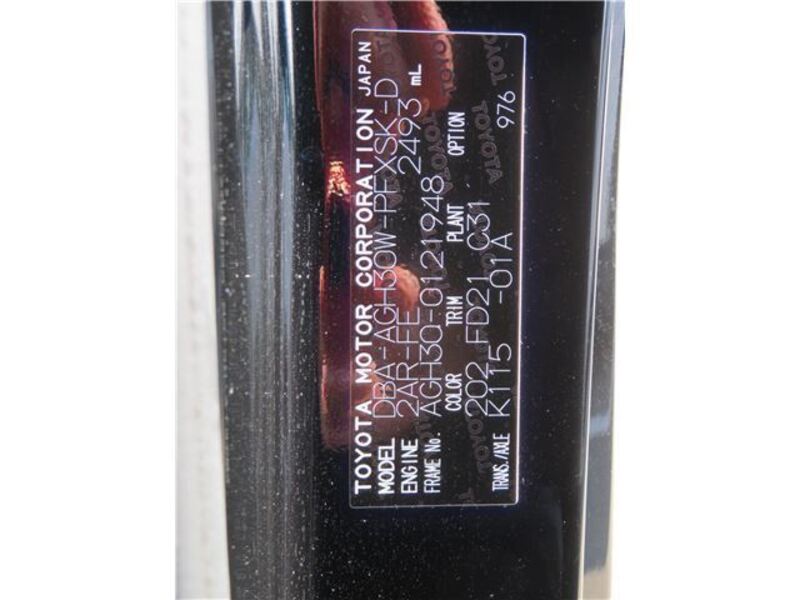 TOYOTA MOTOR CORPORATION JAPAN
MODEL DBA-AGH30W-PFXSK-D
ENGINE 2AR-FE 2493 mL
FRAME No. AGH30-0121948
COLOR TRIM PLANT OPTION
202 FD21 C31
TRANS./AXLE K115 -01A 976